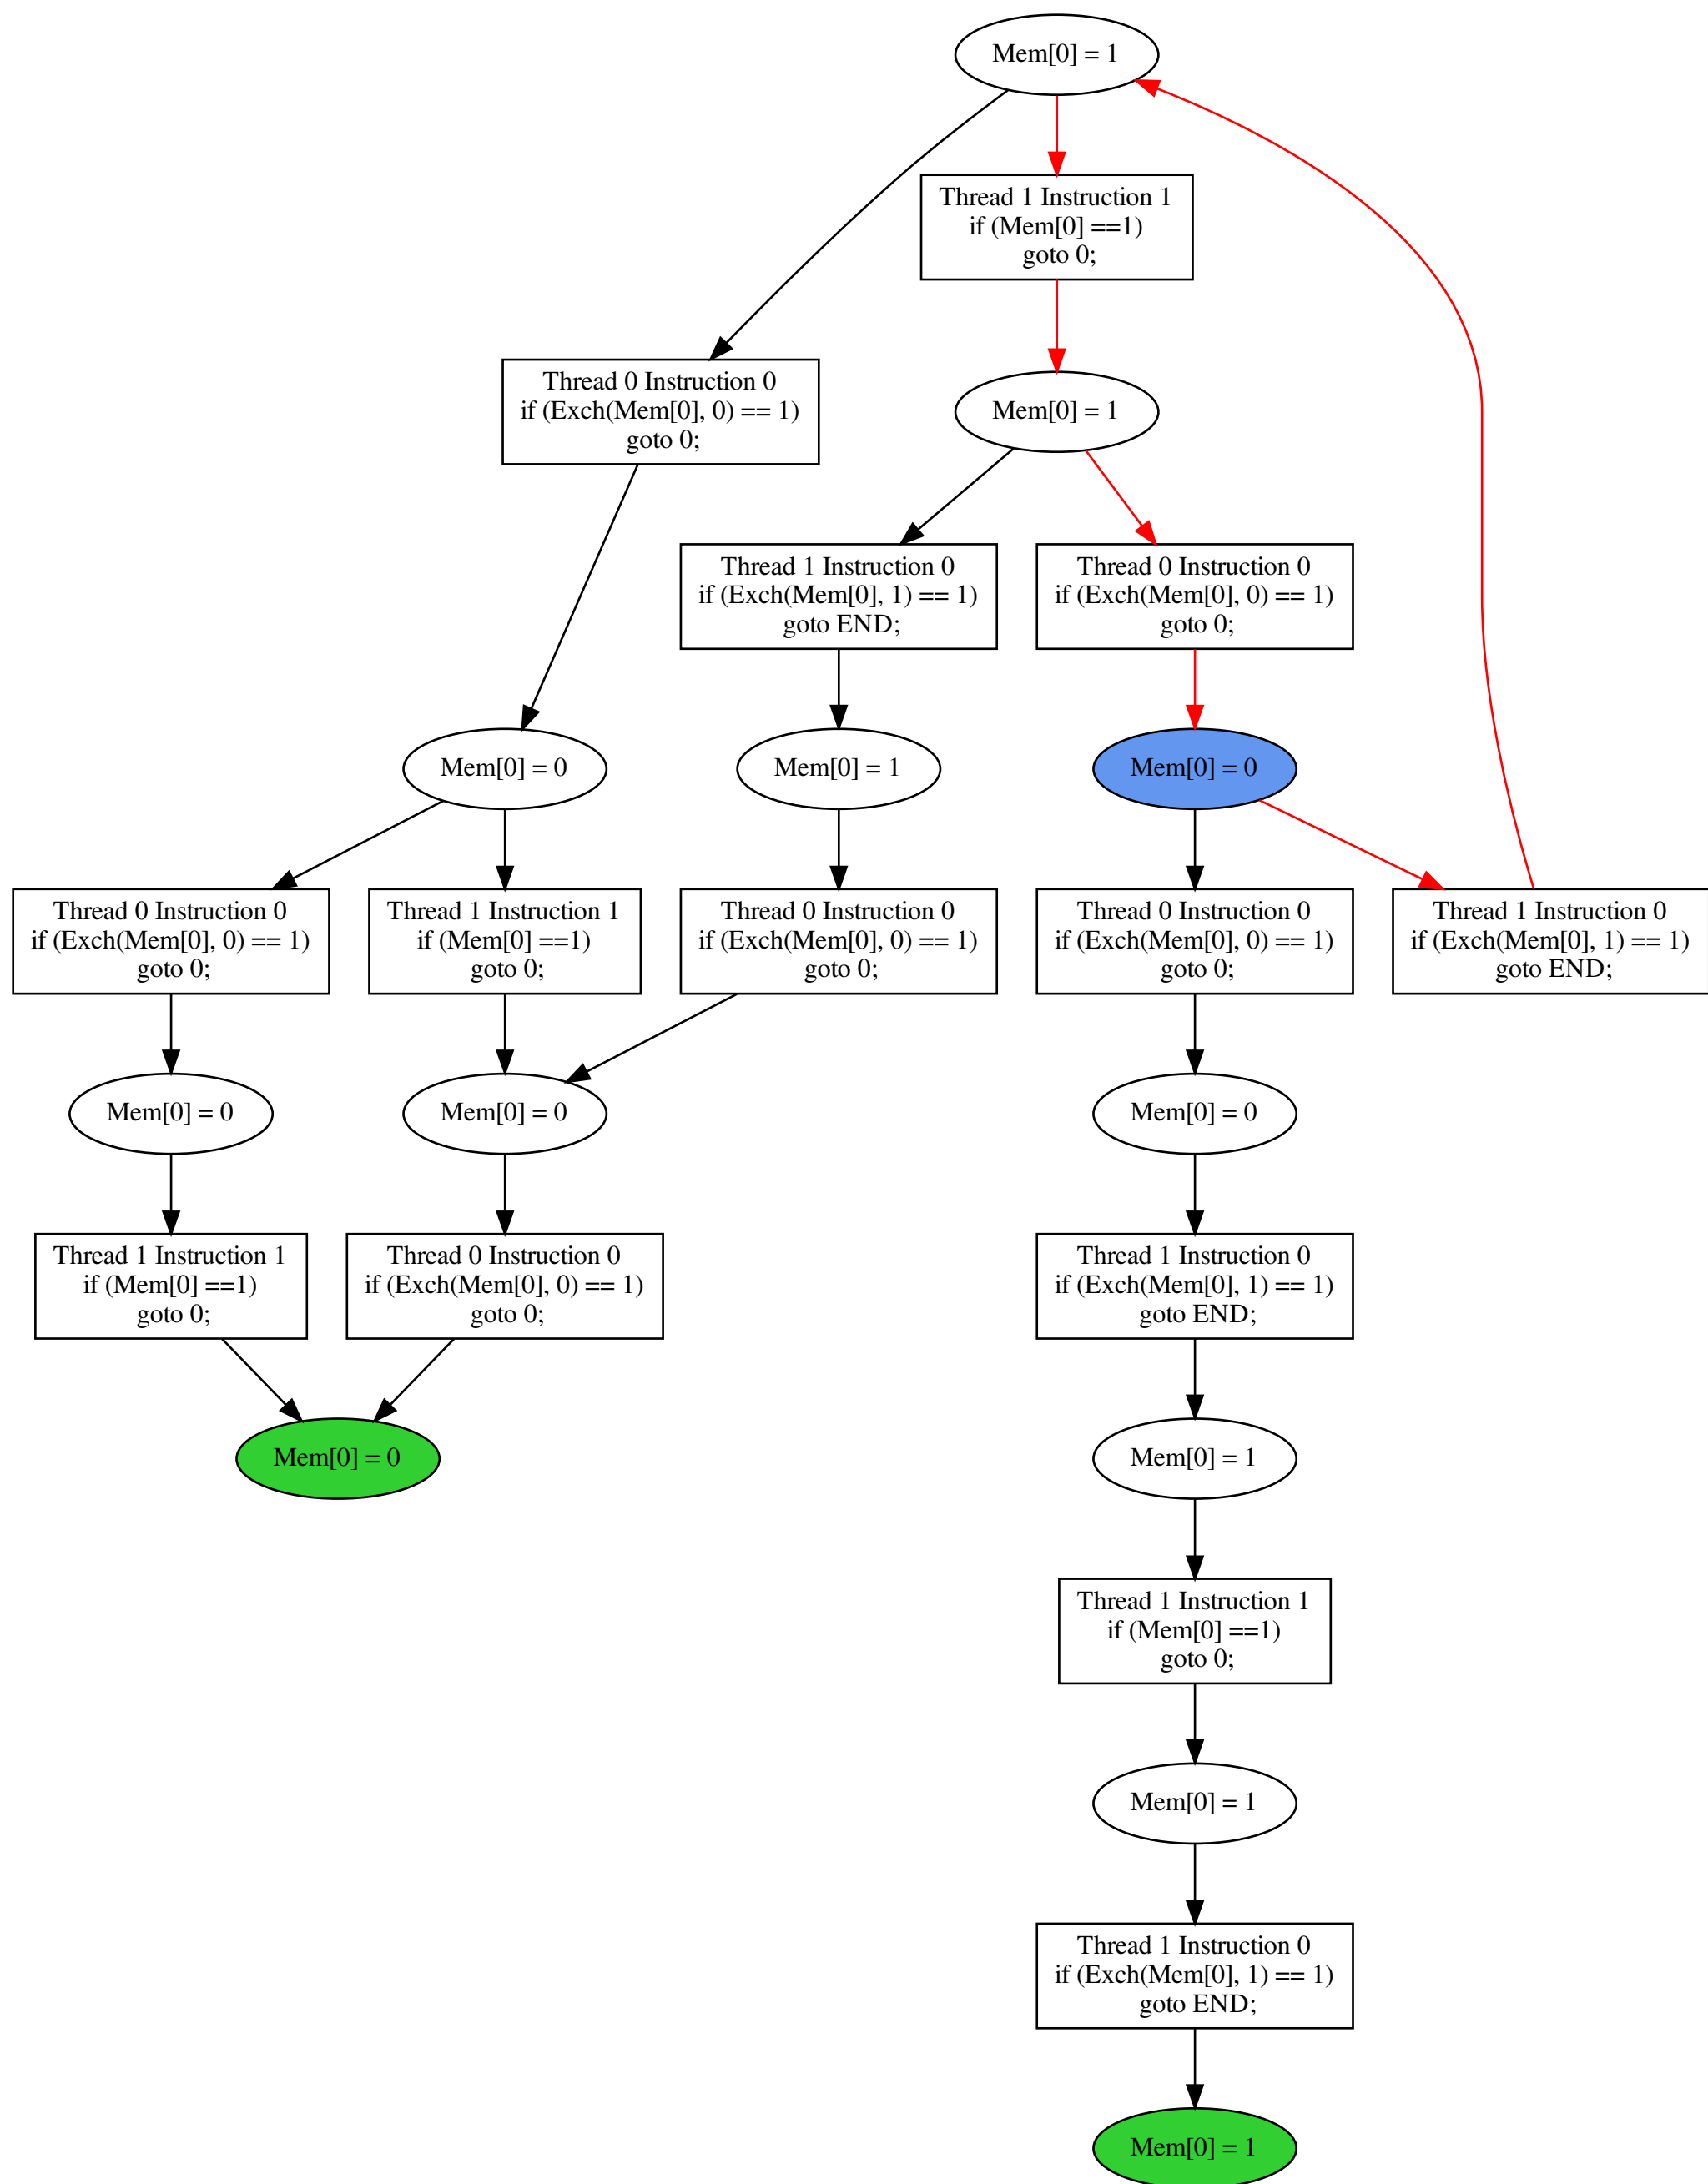 Mem[0] = 1
Thread 1 Instruction 1
if (Mem[0] ==1)
goto 0;
Thread 0 Instruction 0
if (Exch(Mem[0], 0) == 1)
goto 0;
Mem[0] = 1
Thread 1 Instruction 0
if (Exch(Mem[0], 1) == 1)
goto END;
Thread 0 Instruction 0
if (Exch(Mem[0], 0) == 1)
goto 0;
Mem[0] = 0
Mem[0] = 1
Mem[0] = 0
Thread 0 Instruction 0
if (Exch(Mem[0], 0) == 1)
goto 0;
Thread 1 Instruction 1
if (Mem[0] ==1)
goto 0;
Thread 0 Instruction 0
if (Exch(Mem[0], 0) == 1)
goto 0;
Thread 0 Instruction 0
if (Exch(Mem[0], 0) == 1)
goto 0;
Thread 1 Instruction 0
if (Exch(Mem[0], 1) == 1)
goto END;
Mem[0] = 0
Mem[0] = 0
Mem[0] = 0
Thread 1 Instruction 1
if (Mem[0] ==1)
goto 0;
Thread 0 Instruction 0
if (Exch(Mem[0], 0) == 1)
goto 0;
Thread 1 Instruction 0
if (Exch(Mem[0], 1) == 1)
goto END;
Mem[0] = 0
Mem[0] = 1
Thread 1 Instruction 1
if (Mem[0] ==1)
goto 0;
Mem[0] = 1
Thread 1 Instruction 0
if (Exch(Mem[0], 1) == 1)
goto END;
Mem[0] = 1